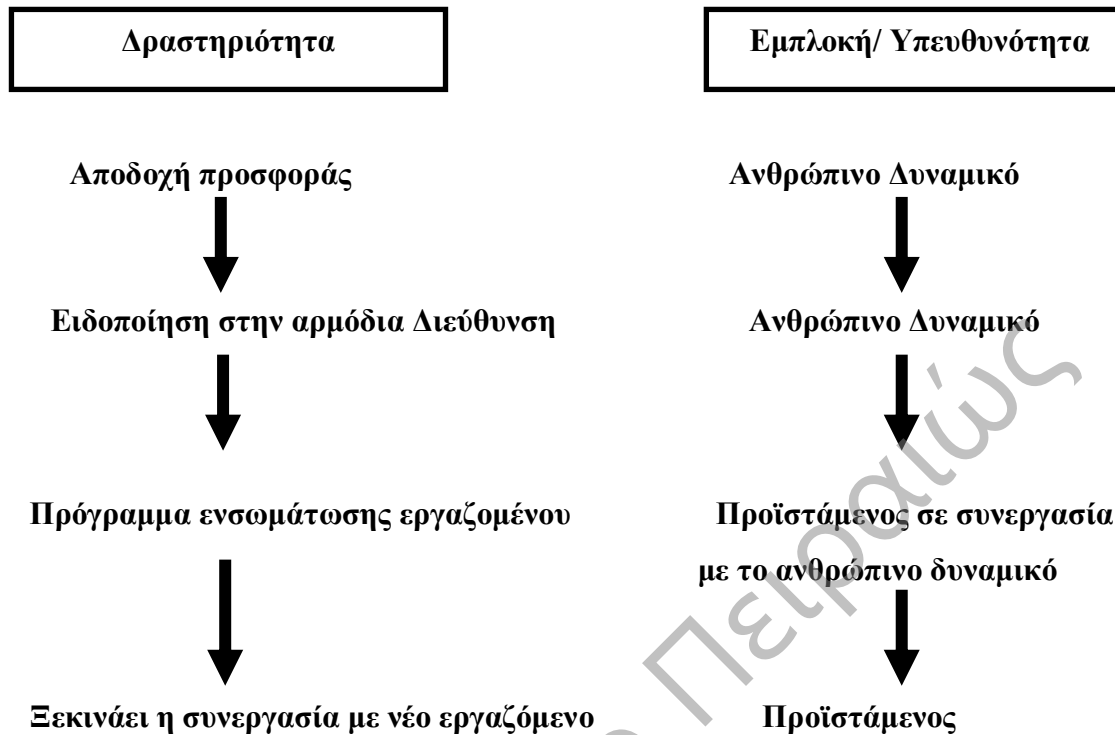 Δραστηριότητα
Εμπλοκή/ Υπευθυνότητα
Αποδοχή προσφοράς
Ανθρώπινο Δυναμικό
Ειδοποίηση στην αρμόδια Διεύθυνση
Ανθρώπινο Δυναμικό
Πρόγραμμα ενσωμάτωσης εργαζομένου
Προϊστάμενος σε συνεργασία
με το ανθρώπινο δυναμικό
Ξεκινάει η συνεργασία με νέο εργαζόμενο
Προϊστάμενος
Πειραιώς